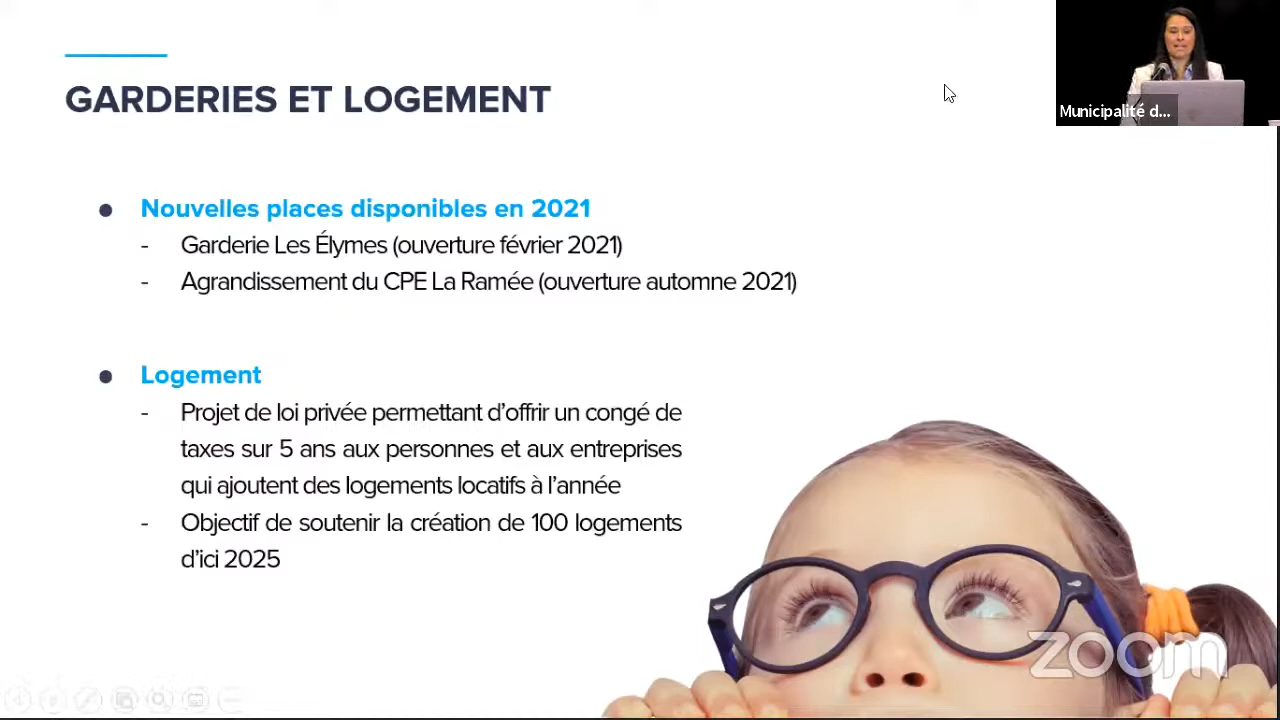 GARDERIES ET LOGEMENT
Municipalité d...
● Nouvelles places disponibles en 2021
- Garderie Les Élymes (ouverture février 2021)
- Agrandissement du CPE La Ramée (ouverture automne 2021)
● Logement
- Projet de loi privée permettant d’offrir un congé de
taxes sur 5 ans aux personnes et aux entreprises
qui ajoutent des logements locatifs à l’année
- Objectif de soutenir la création de 100 logements
d’ici 2025
zoom